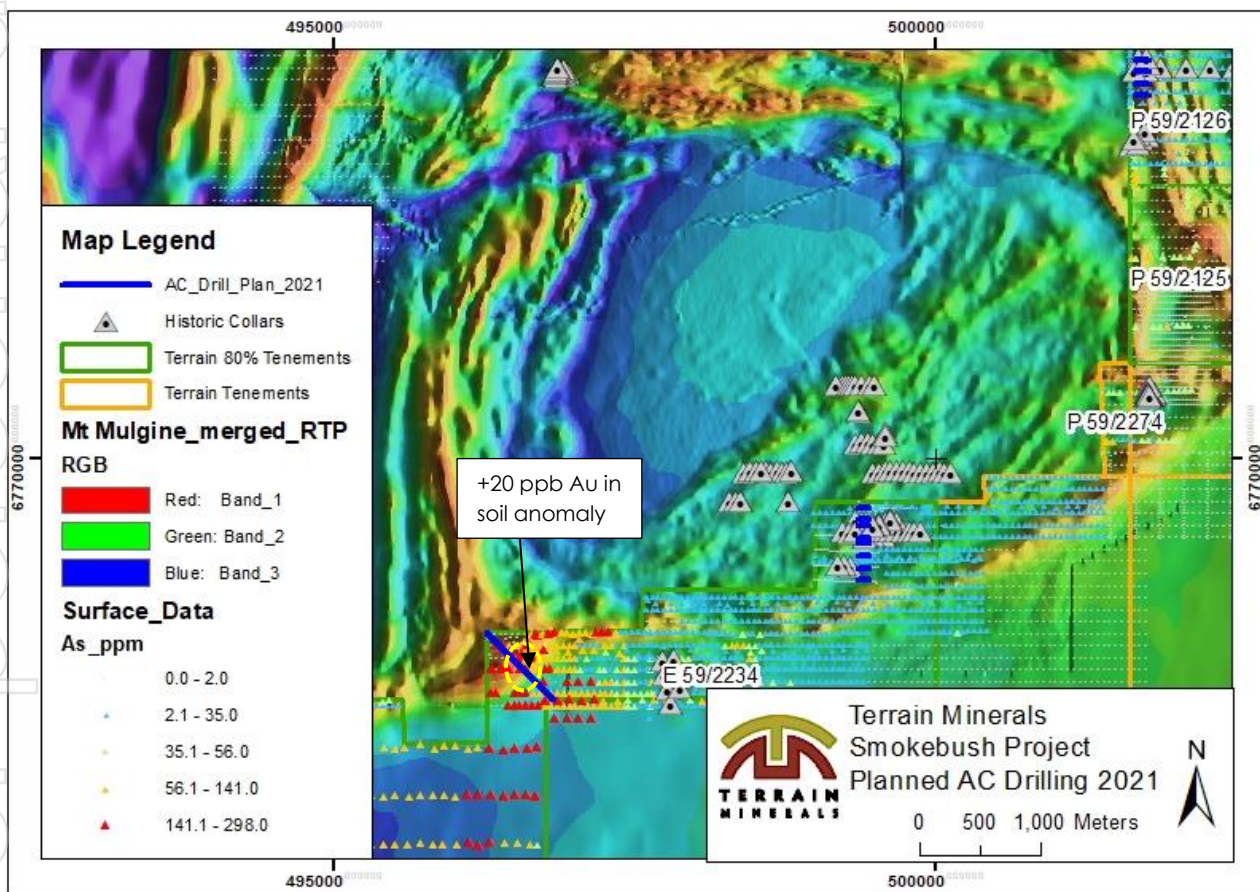 495000
500000
P 59/2126
P 59/2125
P 59/2274
6770000
6770000
Map Legend
AC_Drill_Plan_2021
Historic Collars
Terrain 80% Tenements
Terrain Tenements
Mt Mulgine_merged_RTP
RGB
Red: Band_1
Green: Band_2
Blue: Band_3
Surface_Data
As_ppm
0.0 - 2.0
2.1 - 35.0
35.1 - 56.0
56.1 - 141.0
141.1 - 298.0
+20 ppb Au in
soil anomaly
E 59/2234
TERRAIN
MINERALS
Terrain Minerals
Smokebush Project
Planned AC Drilling 2021
N
0 500 1,000 Meters
495000
500000